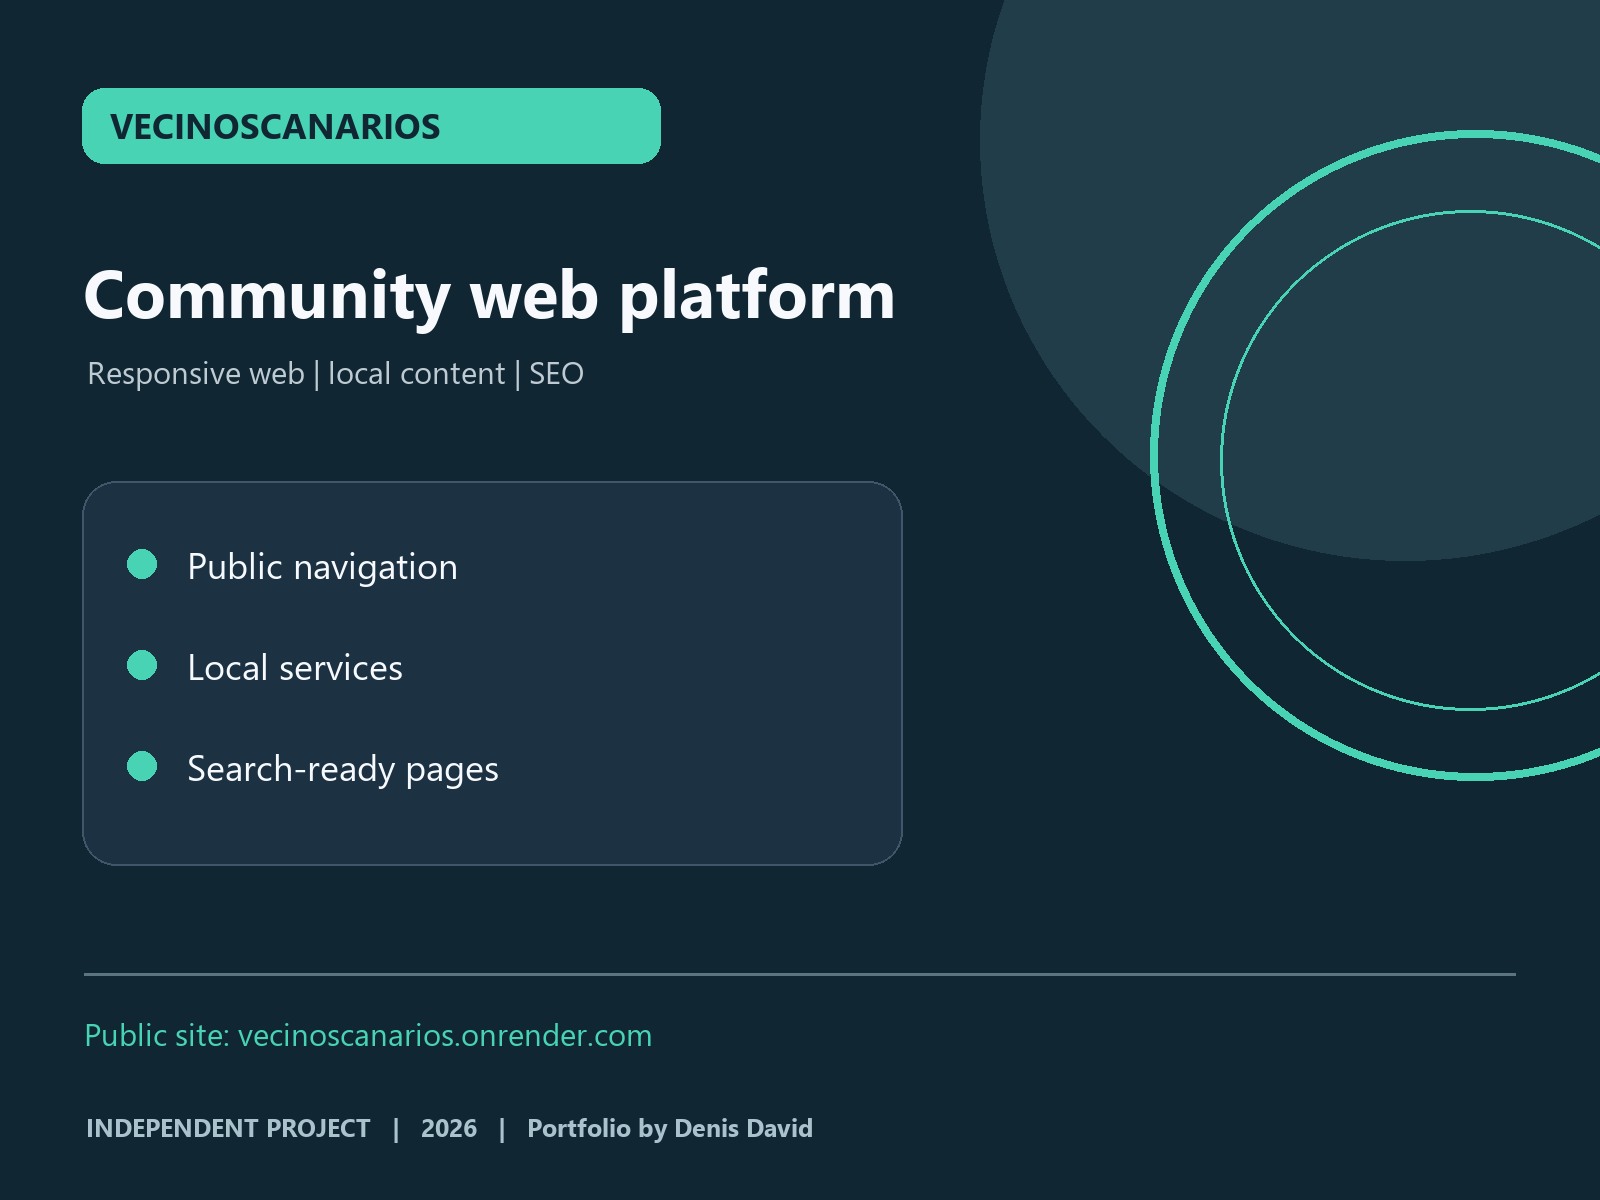 VECINOSCANARIOS
Community web platform
Responsive web | local content | SEO
Public navigation
Local services
Search-ready pages
Public site: vecinoscanarios.onrender.com
INDEPENDENT PROJECT | 2026 | Portfolio by Denis David